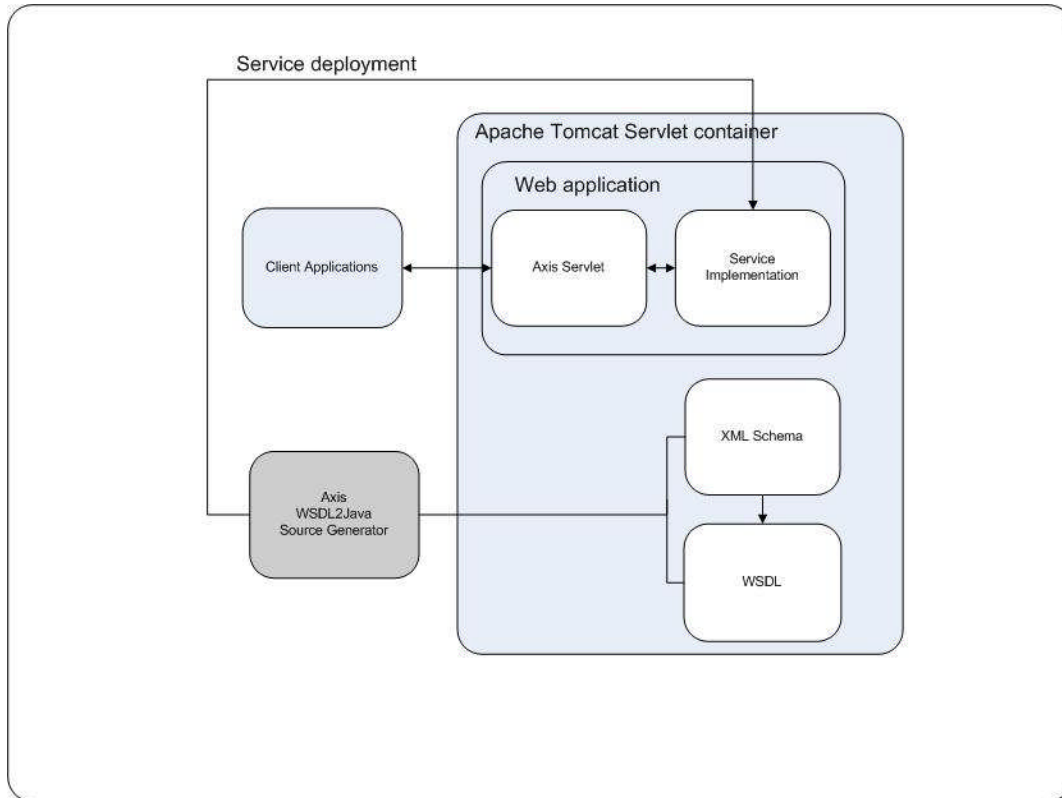 Service deployment
Apache Tomcat Servlet container
Web application
Client Applications
Axis Servlet
Service
Implementation
XML Schema
Axis
WSDL2Java
Source Generator
WSDL